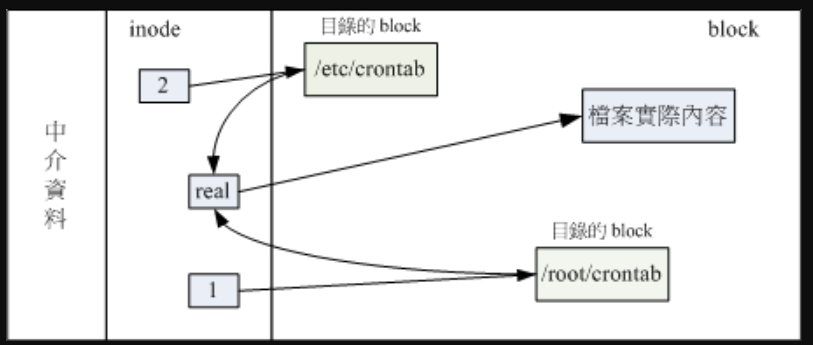 inode
目錄的 block
block
2
/etc/crontab
檔案實際內容
中介資料
real
目錄的 block
/root/crontab
1